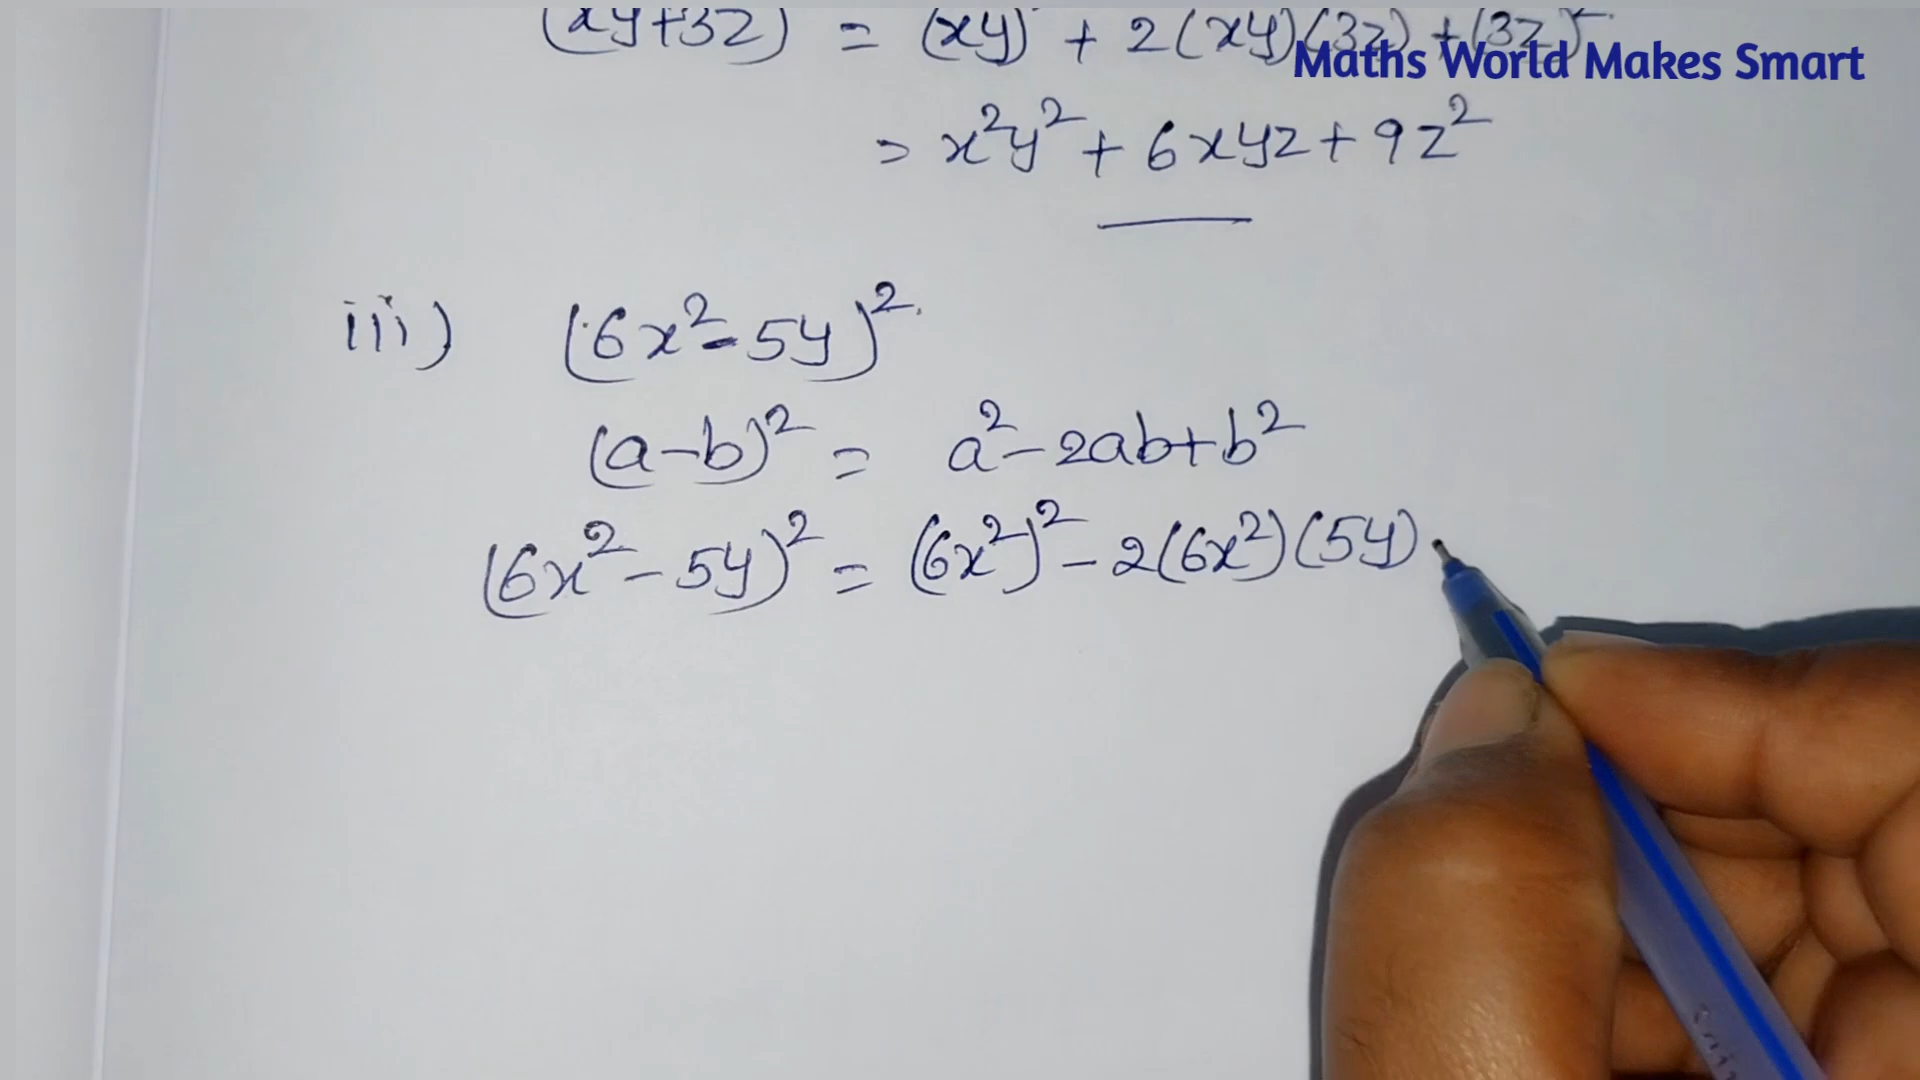 (xy+3z) = (xy)² + 2(xy)(3z) + (3z)²
Maths World Makes Smart
= x²y² + 6xyz + 9z²
iii) (6x² - 5y)²
(a-b)² = a² - 2ab + b²
(6x² - 5y)² = (6x²)² - 2(6x²)(5y)